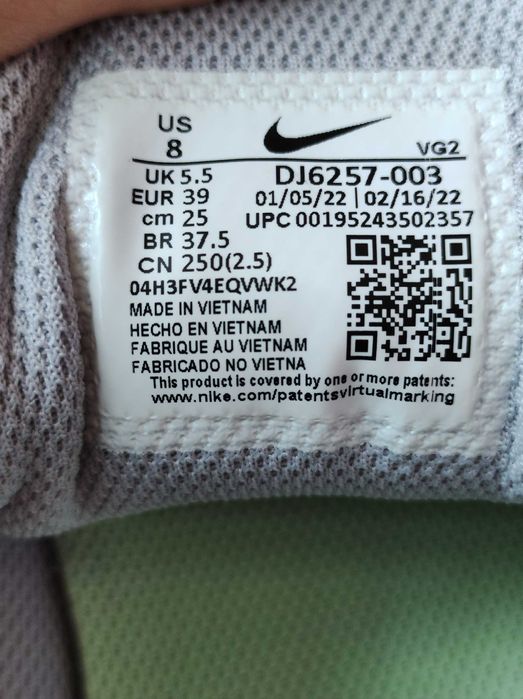 US
8
VG2
UK 5.5
DJ6257-003
EUR 39
01/05/22 | 02/16/22
cm 25
UPC 00195243502357
BR 37.5
CN 250(2.5)
04H3FV4EQVWK2
MADE IN VIETNAM
HECHO EN VIETNAM
FABRIQUE AU VIETNAM
FABRICADO NO VIETNA
This product is covered by one or more patents:
www.nike.com/patentsvirtualmarking